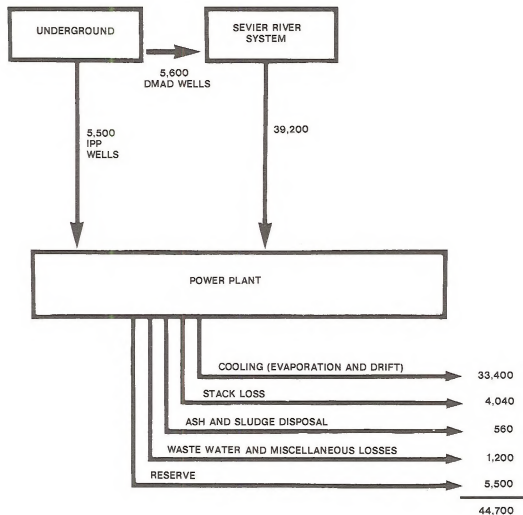 UNDERGROUND
SEVIER RIVER
SYSTEM
5,600
DMAD WELLS
5,500
IPP
WELLS
39,200
POWER PLANT
COOLING (EVAPORATION AND DRIFT)
33,400
STACK LOSS
4,040
ASH AND SLUDGE DISPOSAL
560
WASTE WATER AND MISCELLANEOUS LOSSES
1,200
RESERVE
5,500
44,700